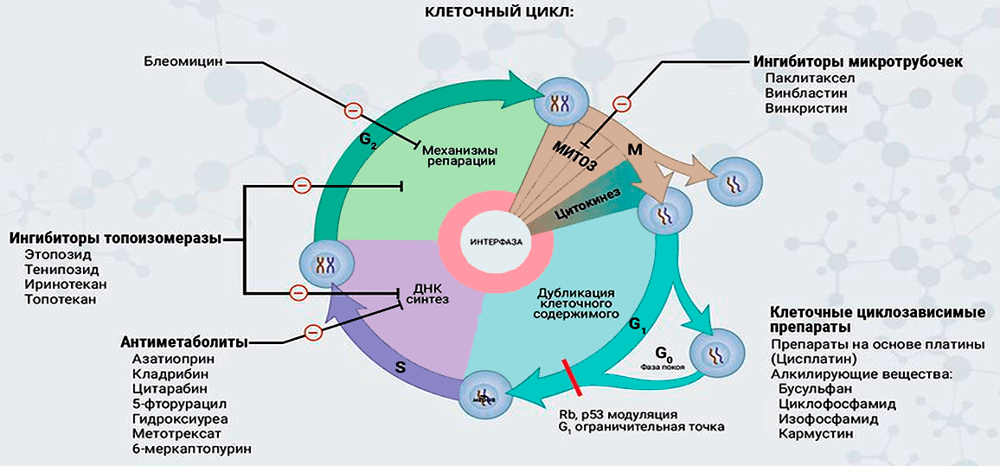 КЛЕТОЧНЫЙ ЦИКЛ:
Блеомицин
Ингибиторы микротрубочек
Паклитаксел
Винбластин
Винкристин
G2
Механизмы
репарации
МИТОЗ
M
Цитокинез
Ингибиторы топоизомеразы
Этопозид
Тенипозид
Иринотекан
Топотекан
ИНТЕРФАЗА
ДНК
синтез
Дубликация
клеточного
содержимого
G1
G0
Фаза покоя
S
Антиметаболиты
Азатиоприн
Кладрибин
Цитарабин
5-фторурацил
Гидроксиуреа
Метотрексат
6-меркаптопурин
Rb, p53 модуляция
G1 ограничительная точка
Клеточные циклозависимые
препараты
Препараты на основе платины
(Цисплатин)
Алкилирующие вещества:
Бусульфан
Циклофосфамид
Изофосфамид
Кармустин